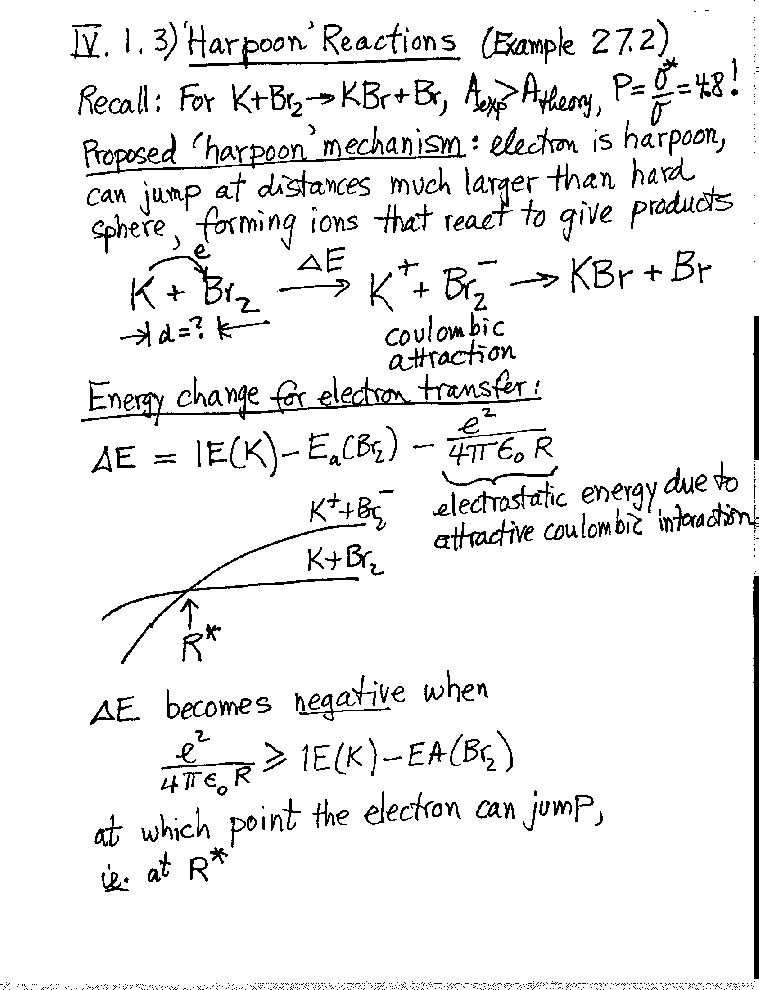 IV. 1. 3) 'Harpoon' Reactions (Example 27.2)
Recall: For K + Br₂ → KBr + Br, A_exp > A_theory, P = σ*/σ = 4.8!
Proposed 'harpoon' mechanism: electron is harpoon,
can jump at distances much larger than hard
sphere, forming ions that react to give products
e
K + Br₂ —ΔE→ K⁺ + Br₂⁻ → KBr + Br
→| d=? |←
coulombic
attraction
Energy change for electron transfer:
ΔE = IE(K) - Eₐ(Br₂) - e²/4πε₀R
electrostatic energy due to
attractive coulombic interaction
K⁺ + Br₂⁻
K + Br₂
↑
R*
ΔE becomes negative when
e²/4πε₀R ⩾ IE(K) - EA(Br₂)
at which point the electron can jump,
ie. at R*